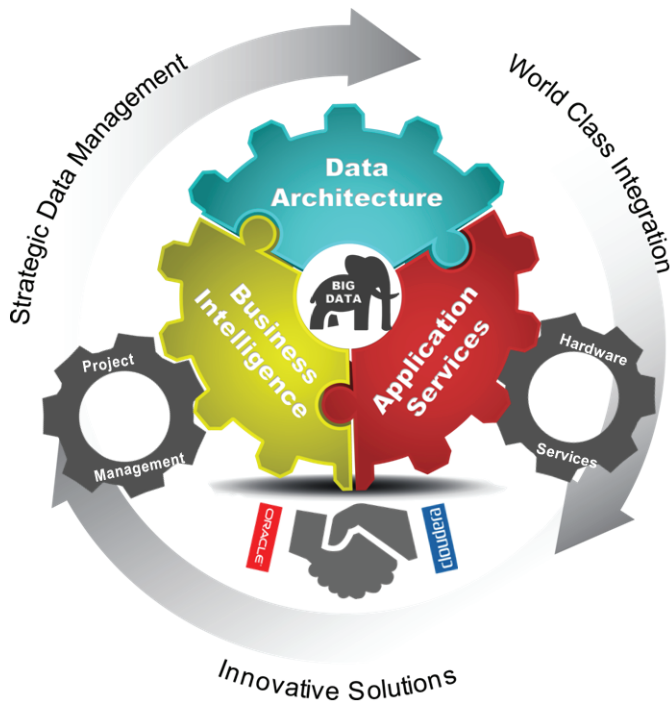 Strategic Data Management
World Class Integration
Data
Architecture
BIG
DATA
Business
Intelligence
Application
Services
Project
Management
Hardware
Services
ORACLE
cloudera
Innovative Solutions